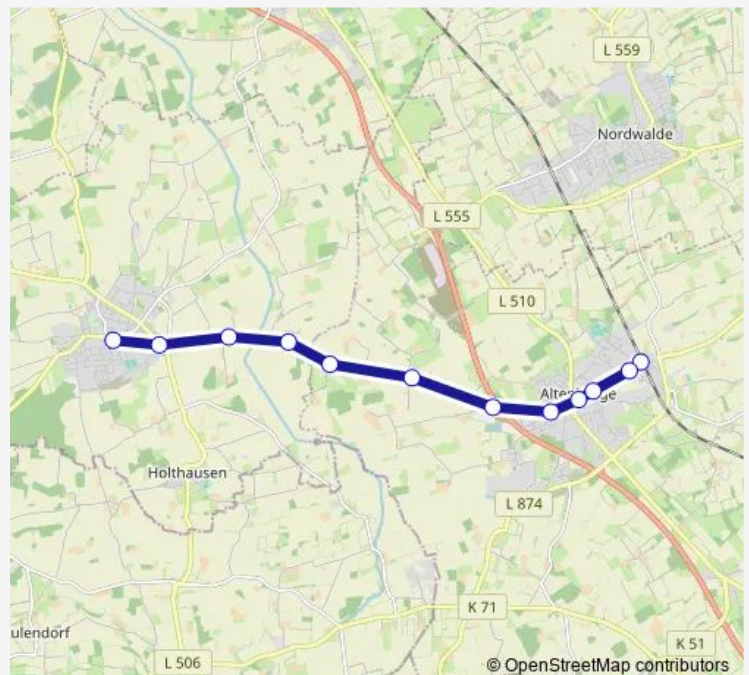 L 559
Nordwalde
L 555
L 510
Holthausen
L 874
K 71
ulendorf
K 51
L 506
© OpenStreetMap contributors